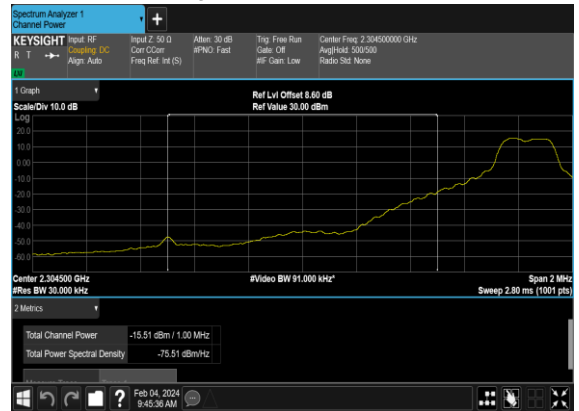 Spectrum Analyzer 1
Channel Power
KEYSIGHT
R T
LW
Input: RF
Coupling: DC
Align: Auto
Input Z: 50 Ω
Corr CCorr
Freq Ref: Int (S)
Atten: 30 dB
#PNO: Fast
Trig: Free Run
Gate: Off
#IF Gain: Low
Center Freq: 2.304500000 GHz
Avg|Hold: 500/500
Radio Std: None
1 Graph
Scale/Div 10.0 dB
Ref Lvl Offset 8.60 dB
Ref Value 30.00 dBm
Log
20.0
10.0
0.00
-10.0
-20.0
-30.0
-40.0
-50.0
-60.0
Center 2.304500 GHz
#Res BW 30.000 kHz
#Video BW 91.000 kHz*
Span 2 MHz
Sweep 2.80 ms (1001 pts)
2 Metrics
Total Channel Power -15.51 dBm / 1.00 MHz
Total Power Spectral Density -75.51 dBm/Hz
?
Feb 04, 2024
9:45:36 AM